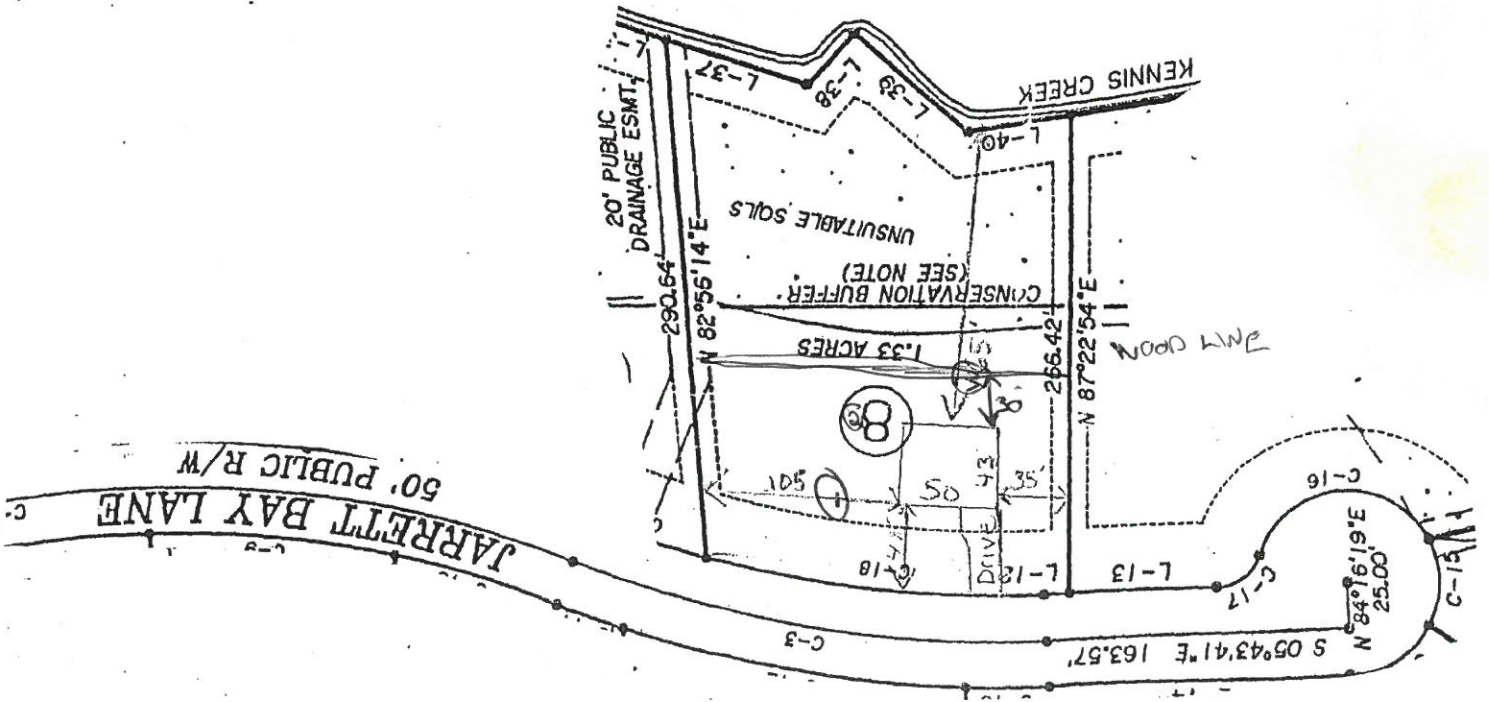 KENNIS CREEK
L-37
L-38
L-39
L-40
20' PUBLIC
DRAINAGE ESMT.
290.64'
N 82°56'14"E
UNSUITABLE SOILS
CONSERVATION BUFFER
(SEE NOTE)
1.33 ACRES
266.42'
N 87°22'54"E
WOOD LINE
30'
8
105'
50
43
35'
DRIVE
C-18
L-12
L-13
C-17
C-16
C-15
N 84°16'19"E
25.00'
50' PUBLIC R/W
JARRETT BAY LANE
C-3
S 05°43'41"E 163.57'